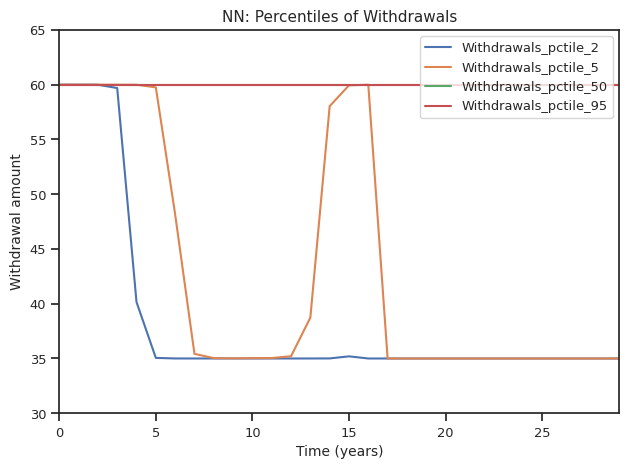 NN: Percentiles of Withdrawals
Withdrawal amount
65
60
55
50
45
40
35
30
Withdrawals_pctile_2
Withdrawals_pctile_5
Withdrawals_pctile_50
Withdrawals_pctile_95
0 5 10 15 20 25
Time (years)